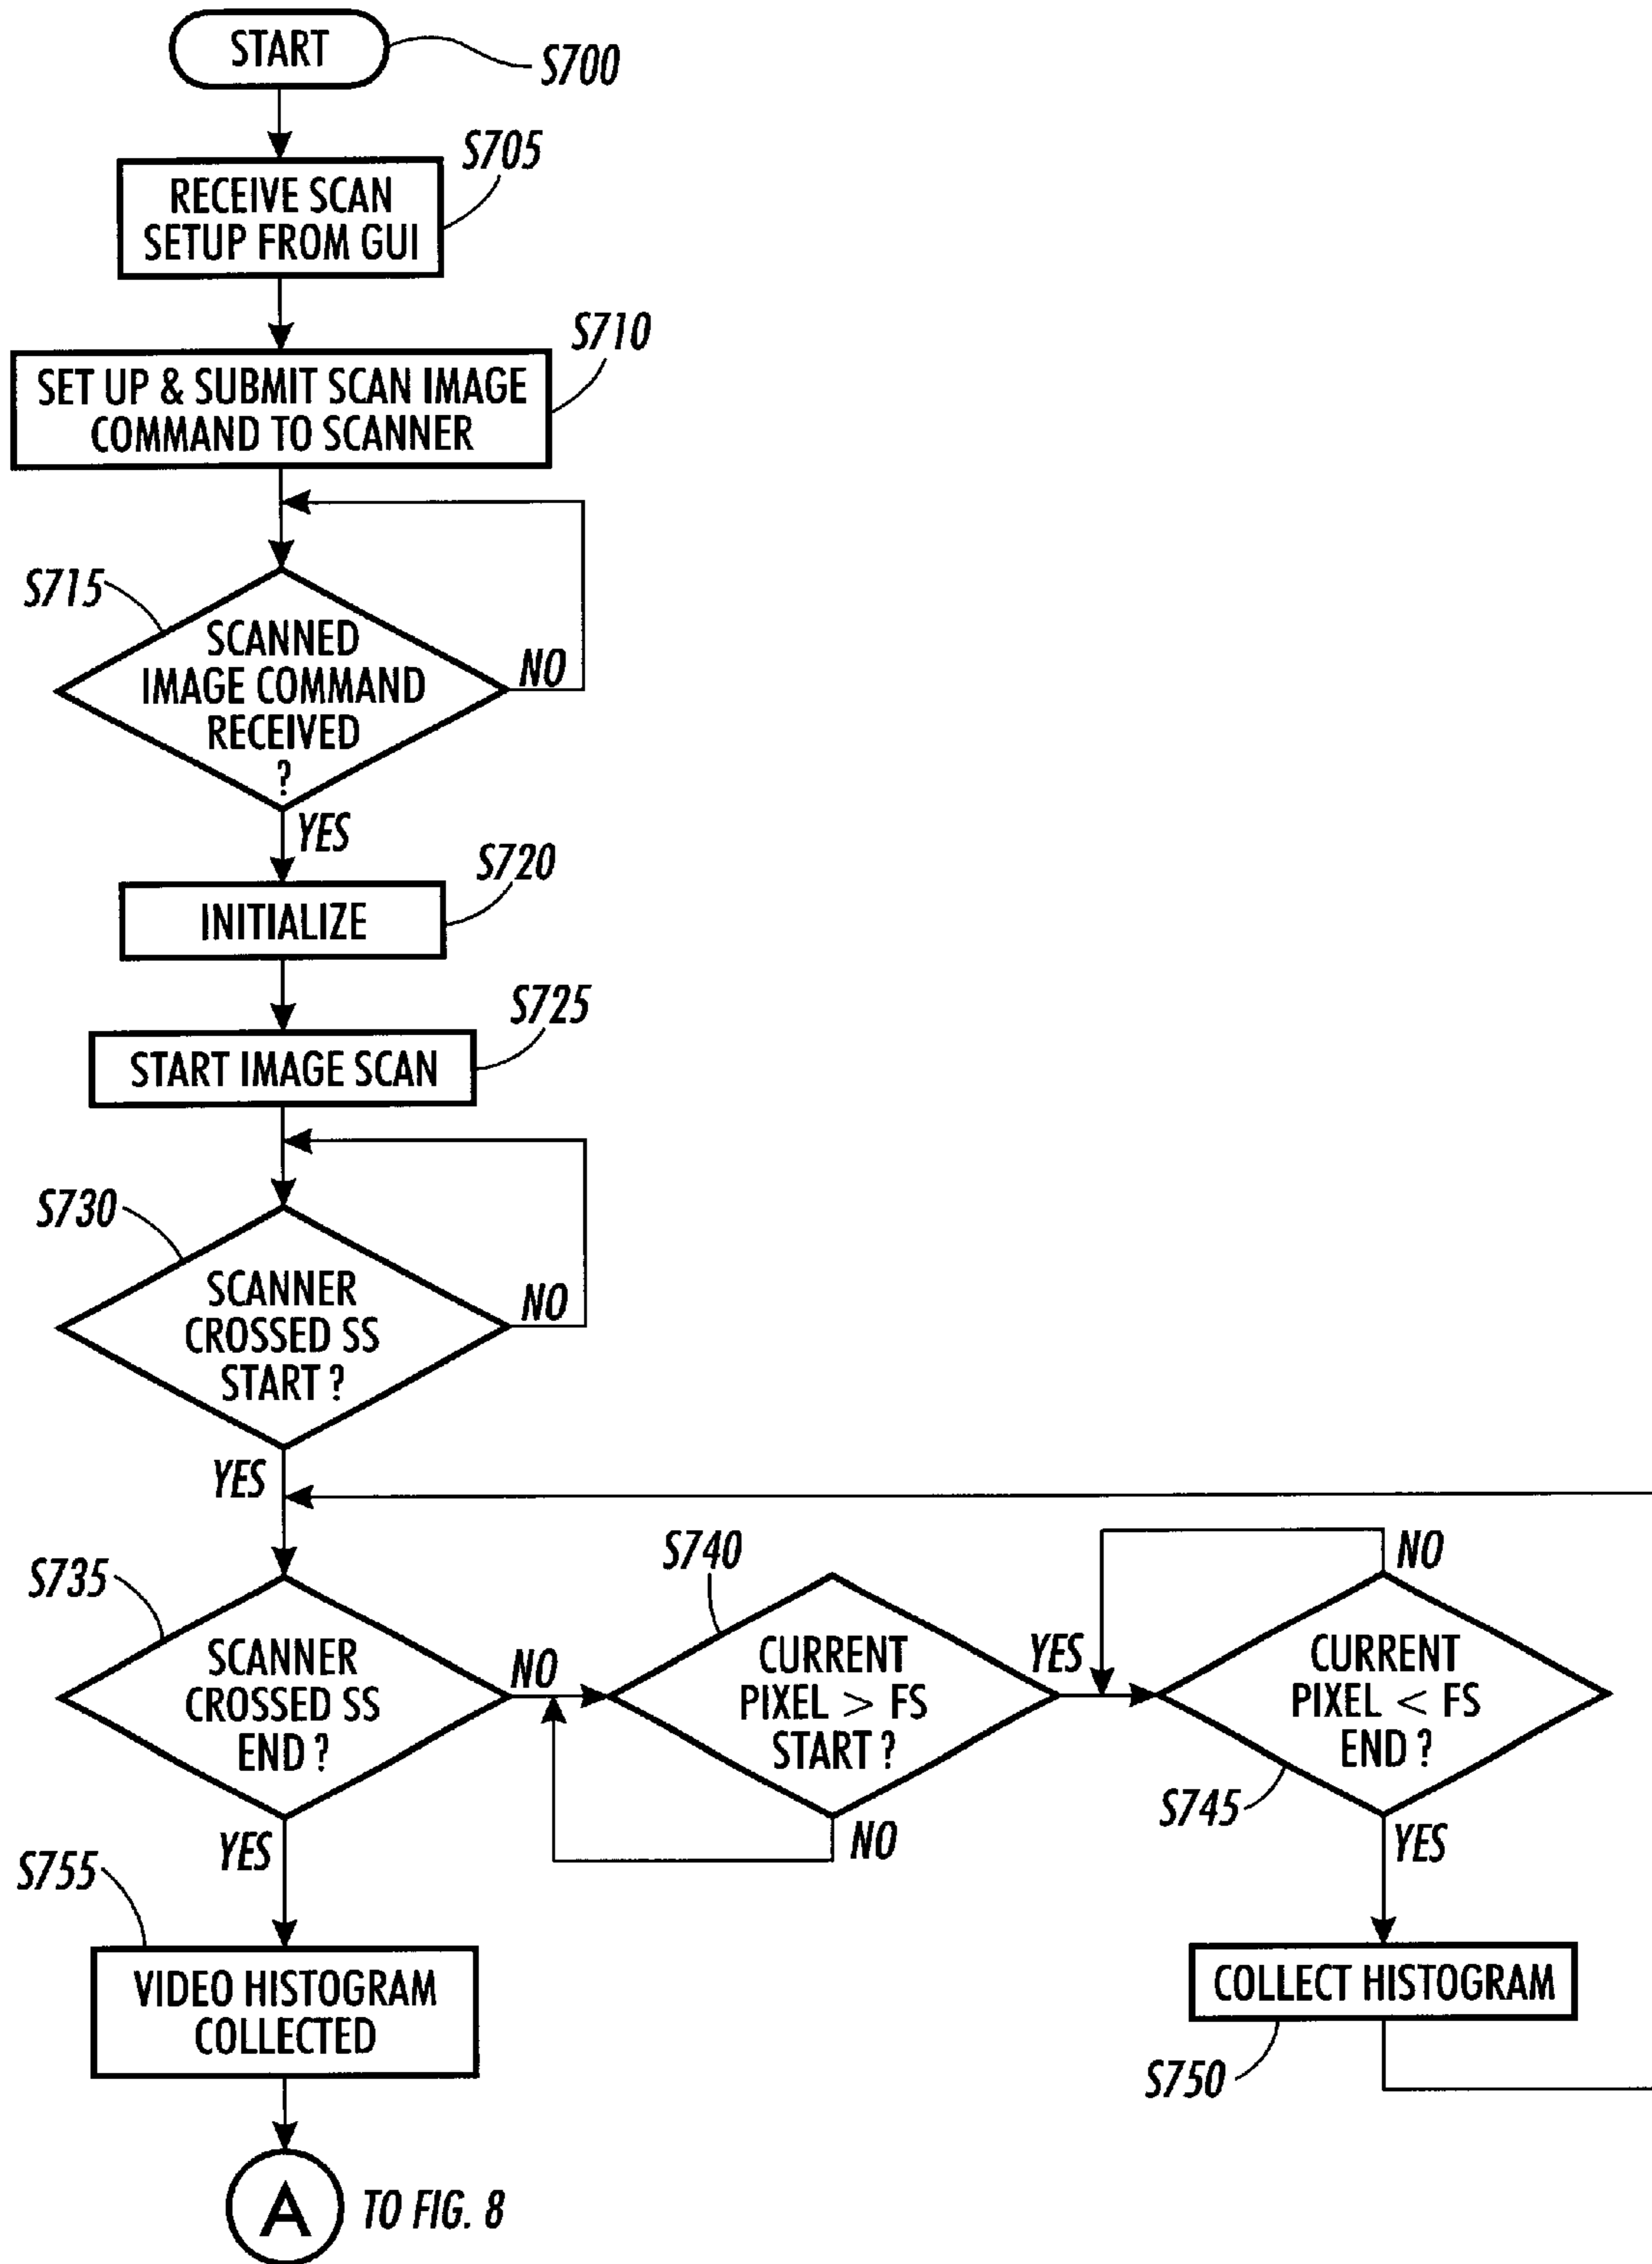 START
S700
S705
RECEIVE SCAN
SETUP FROM GUI
S710
SET UP & SUBMIT SCAN IMAGE
COMMAND TO SCANNER
S715
SCANNED
IMAGE COMMAND
RECEIVED
?
NO
YES
S720
INITIALIZE
S725
START IMAGE SCAN
S730
SCANNER
CROSSED SS
START ?
NO
YES
S735
SCANNER
CROSSED SS
END ?
NO
YES
S740
CURRENT
PIXEL > FS
START ?
YES
NO
NO
CURRENT
PIXEL < FS
END ?
S745
YES
S755
VIDEO HISTOGRAM
COLLECTED
COLLECT HISTOGRAM
S750
A
TO FIG. 8